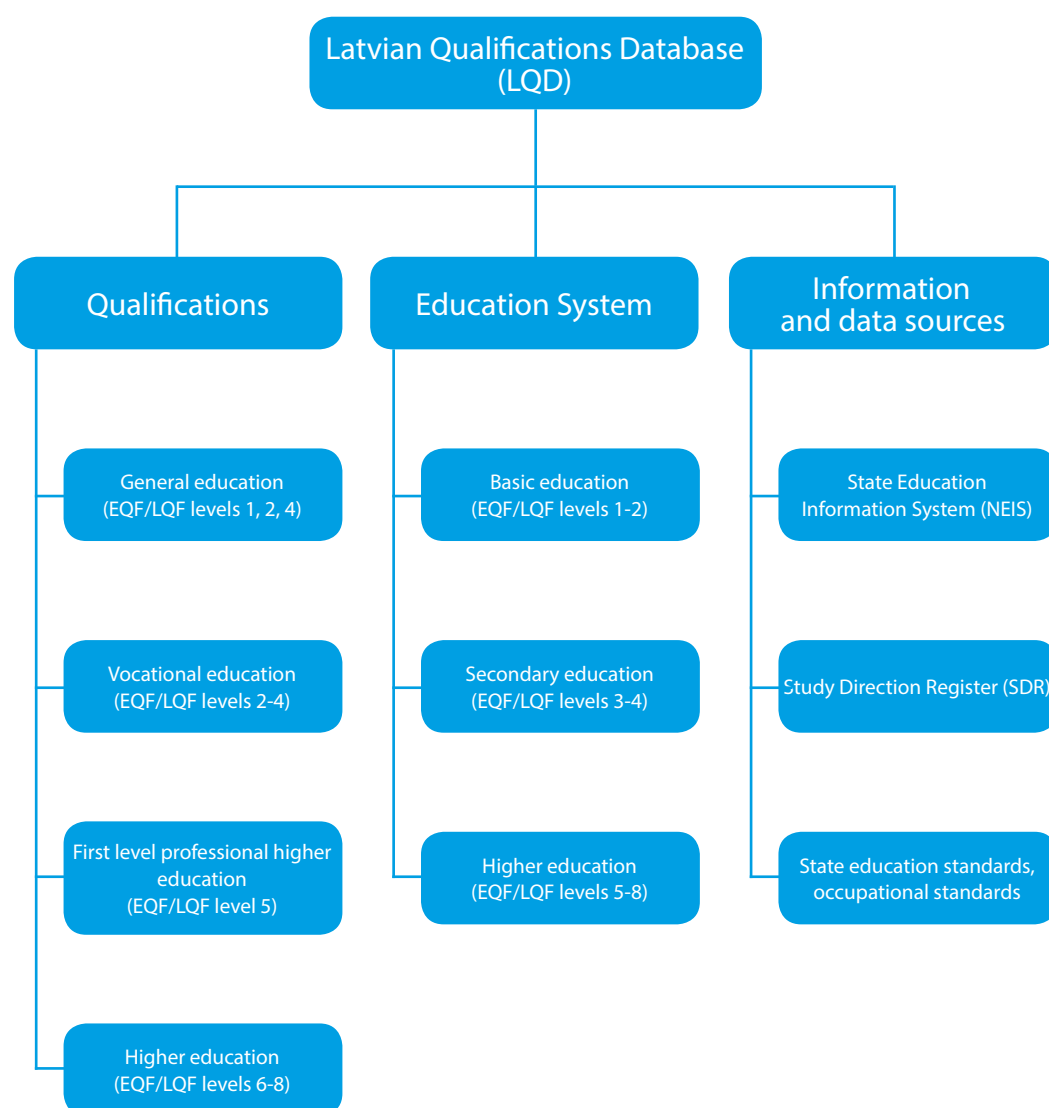 Latvian Qualifications Database
(LQD)
Qualifications
General education
(EQF/LQF levels 1, 2, 4)
Vocational education
(EQF/LQF levels 2-4)
First level professional higher
education
(EQF/LQF level 5)
Higher education
(EQF/LQF levels 6-8)
Education System
Basic education
(EQF/LQF levels 1-2)
Secondary education
(EQF/LQF levels 3-4)
Higher education
(EQF/LQF levels 5-8)
Information
and data sources
State Education
Information System (NEIS)
Study Direction Register (SDR)
State education standards,
occupational standards